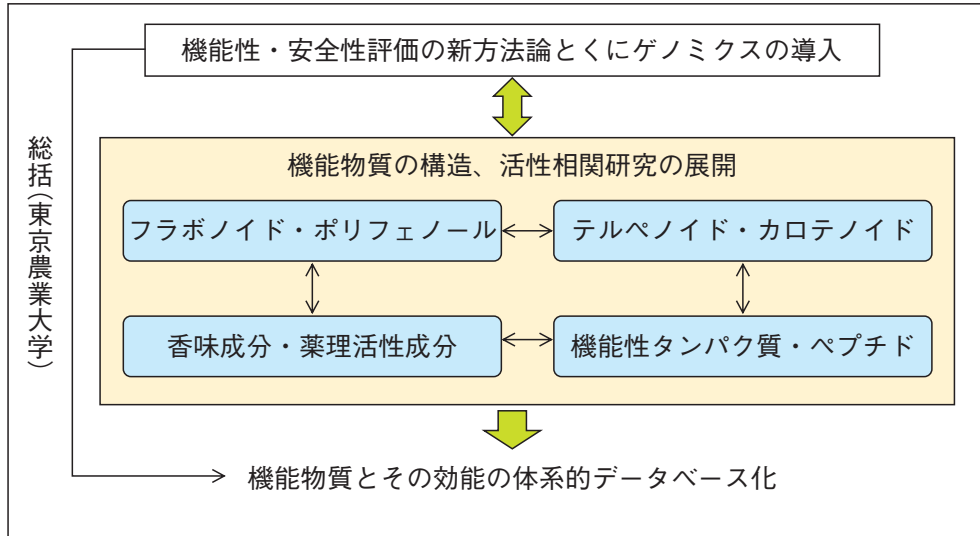 機能性・安全性評価の新方法論とくにゲノミクスの導入
総括(東京農業大学)
機能物質の構造、活性相関研究の展開
フラボノイド・ポリフェノール
テルペノイド・カロテノイド
香味成分・薬理活性成分
機能性タンパク質・ペプチド
機能物質とその効能の体系的データベース化